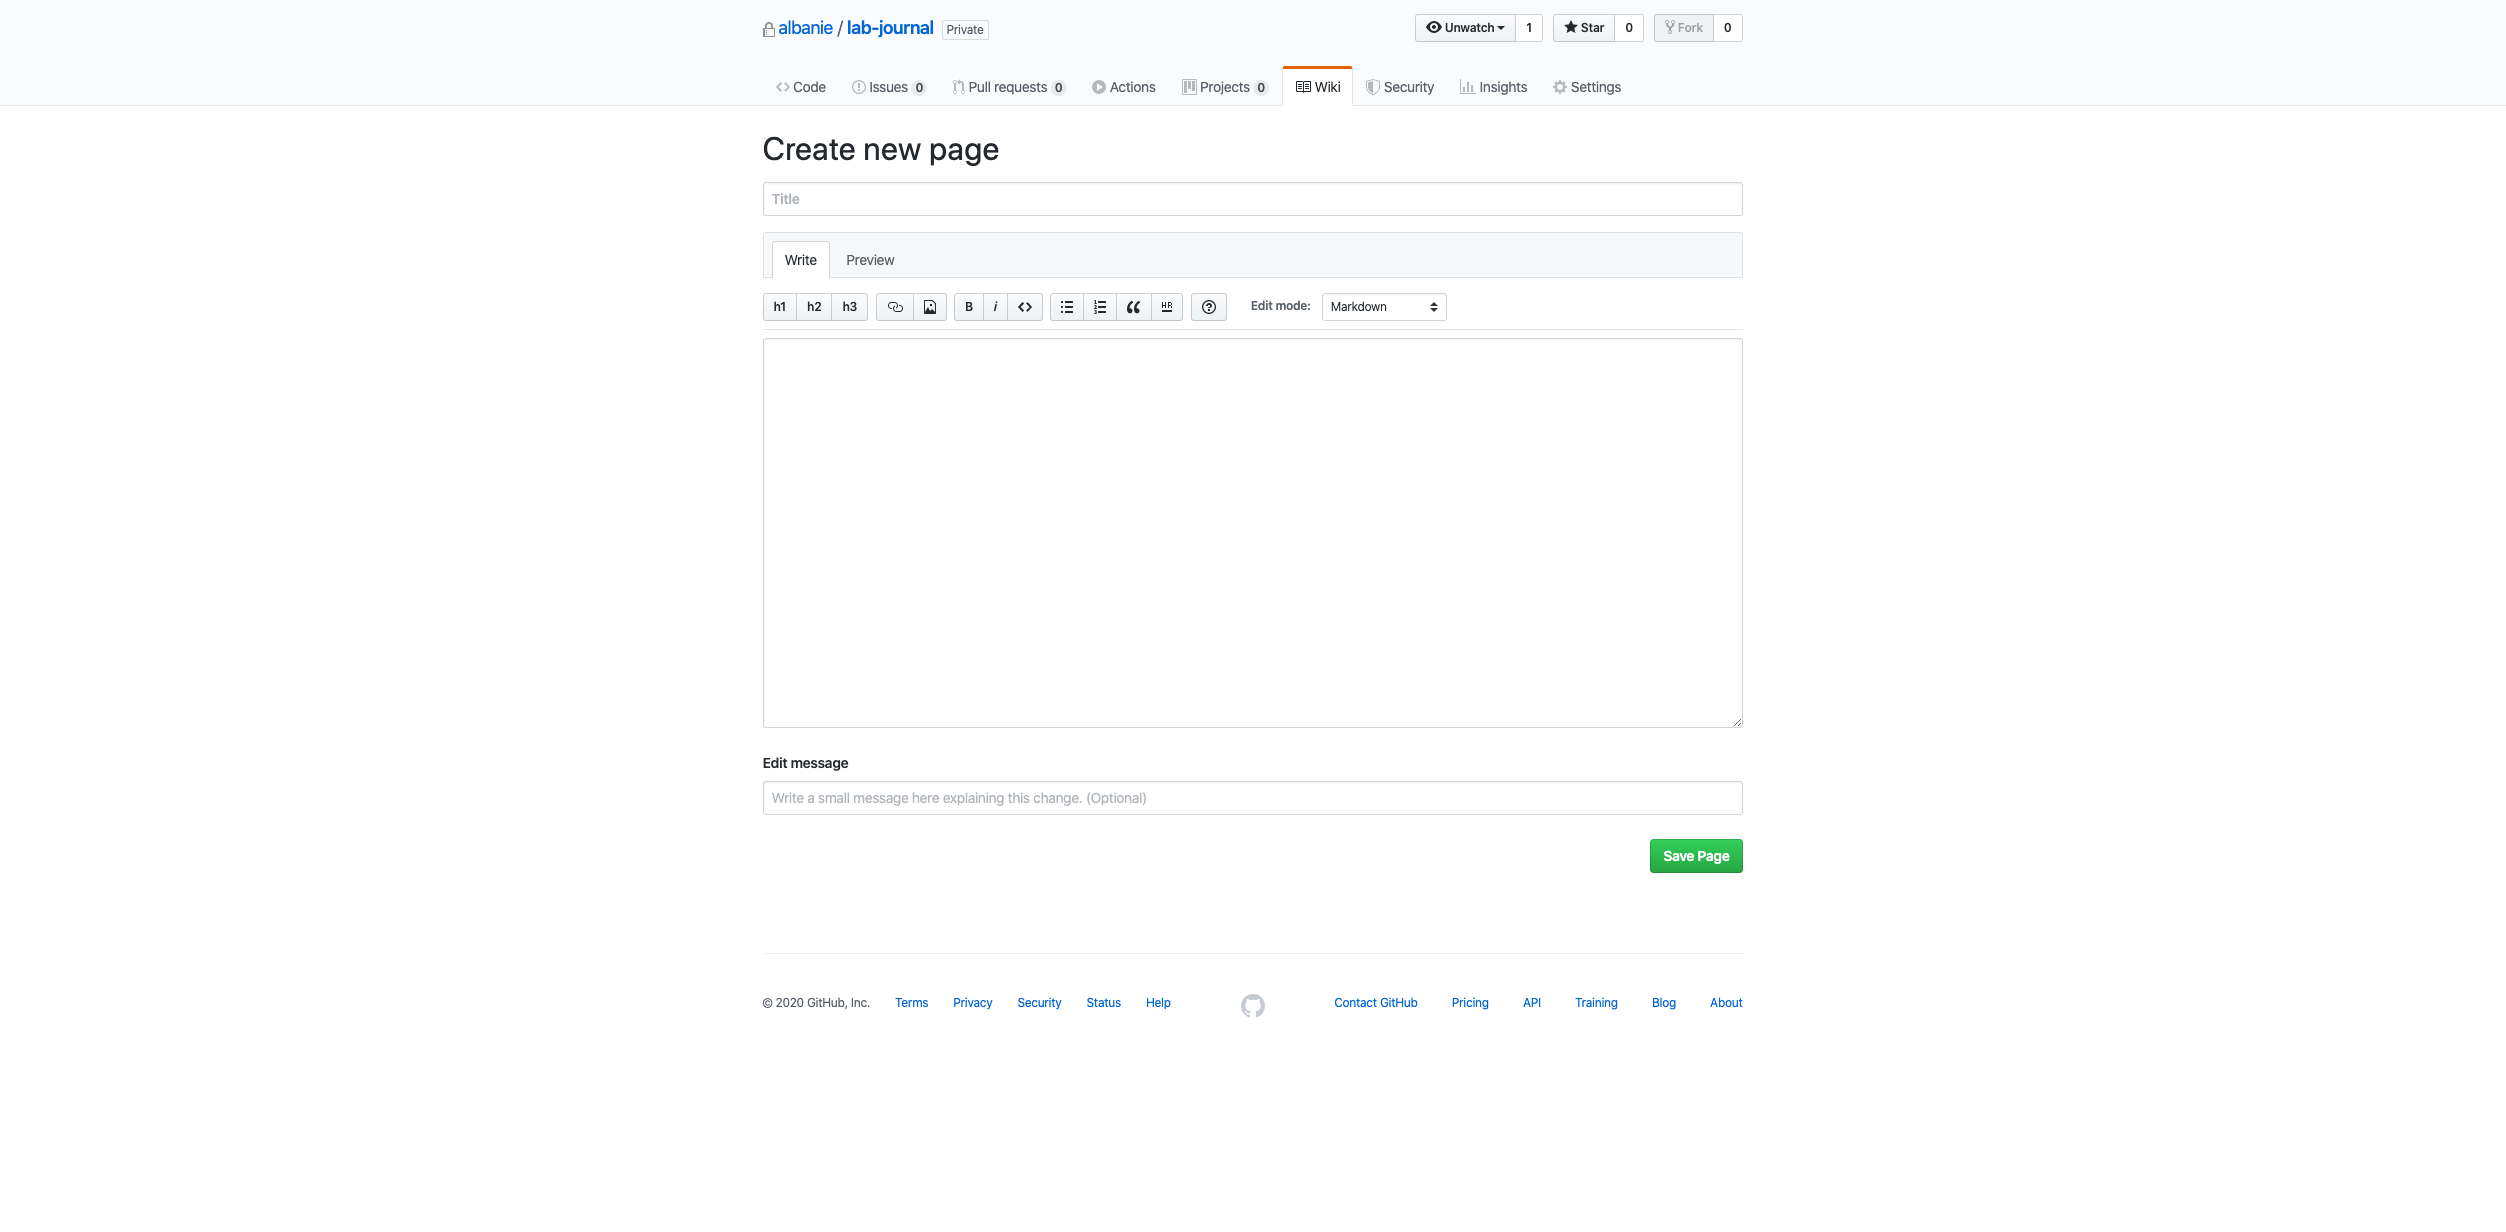 albanie / lab-journal Private Unwatch 1 Star 0 Fork 0
Code Issues 0 Pull requests 0 Actions Projects 0 Wiki Security Insights Settings
Create new page
Title
Write Preview
h1 h2 h3 B i HR Edit mode: Markdown
Edit message
Write a small message here explaining this change. (Optional)
Save Page
© 2020 GitHub, Inc. Terms Privacy Security Status Help Contact GitHub Pricing API Training Blog About